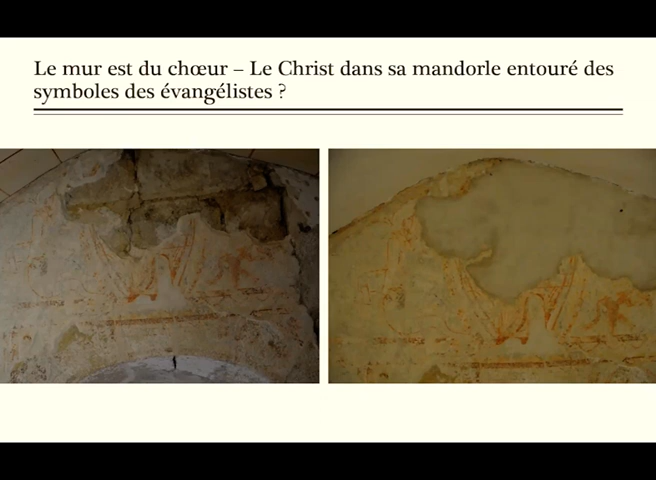 Le mur est du chœur – Le Christ dans sa mandorle entouré des
symboles des évangélistes ?